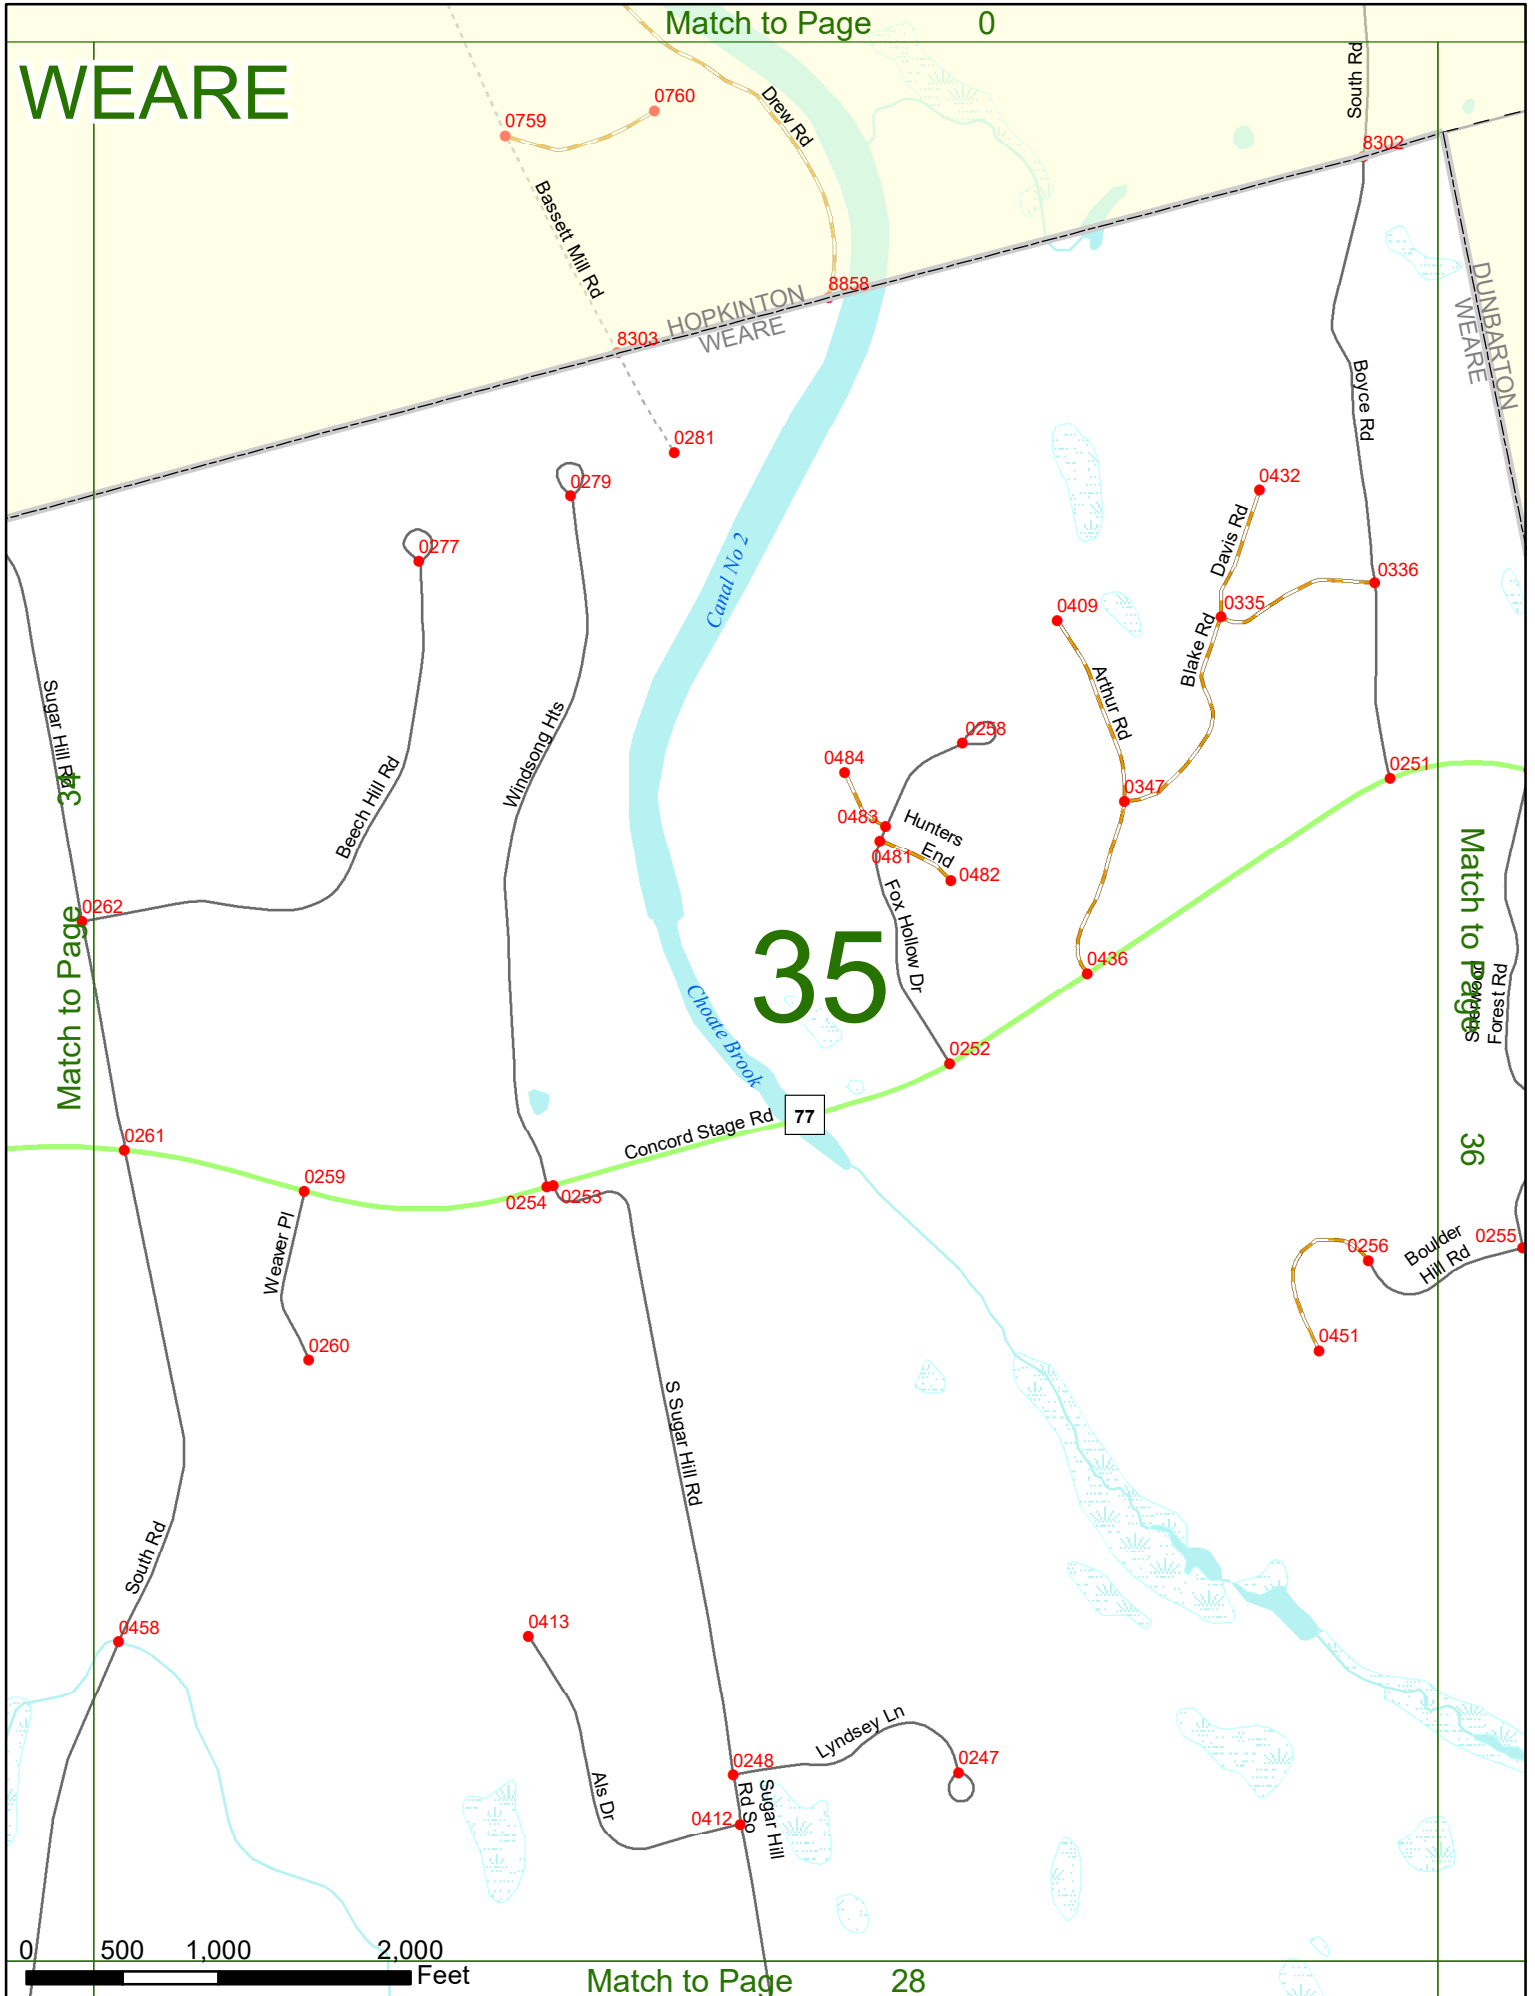 Match to Page 0
WEARE
South Rd
0760
0759
Drew Rd
8302
Bassett Mill Rd
8858
HOPKINTON
WEARE
8303
DUNBARTON
WEARE
Boyce Rd
0281
0279
0432
0277
Davis Rd
Canal No 2
0336
0335
0409
Blake Rd
Sugar Hill Rd
Arthur Rd
Windsong Hts
0258
34
0484
0251
Beech Hill Rd
0347
0483
Hunters
End
0481
0482
Match to Page
0262
Fox Hollow Dr
35
Match to Page
0436
Sherwood
Forest Rd
Choate Brook
0252
77
Concord Stage Rd
0261
36
0259
0254
0253
Weaver Pl
0256
Boulder
Hill Rd
0255
0260
0451
S Sugar Hill Rd
South Rd
0458
0413
Lyndsey Ln
0248
0247
Als Dr
Sugar Hill
Rd So
0412
0 500 1,000 2,000
Feet
Match to Page 28